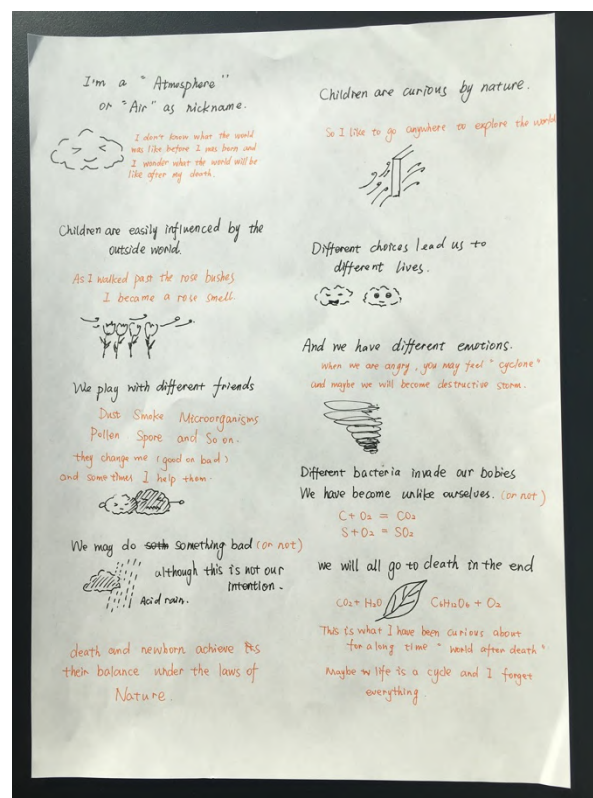 I'm a "Atmosphere"
or "Air" as nickname.
I don't know what the world
was like before I was born and
I wonder what the world will be
like after my death.
Children are easily influenced by the
outside world.
As I walked past the rose bushes
I became a rose smell.
We play with different friends
Dust Smoke Microorganisms
Pollen Spore and So on.
they change me (good or bad)
and sometimes I help them.
We may do something bad (or not)
although this is not our
intention.
Acid rain.
death and newborn achieve
their balance under the laws of
Nature.
Children are curious by nature.
So I like to go anywhere to explore the world
Different choices lead us to
different lives.
And we have different emotions.
when we are angry, you may feel "cyclone"
and maybe we will become destructive storm.
Different bacteria invade our bobies
We have become unlike ourselves. (or not)
C+O₂ = CO₂
S+O₂ = SO₂
we will all go to death in the end
CO₂+H₂O C₆H₁₂O₆ + O₂
This is what I have been curious about
for a long time "world after death"
Maybe life is a cycle and I forget
everything.